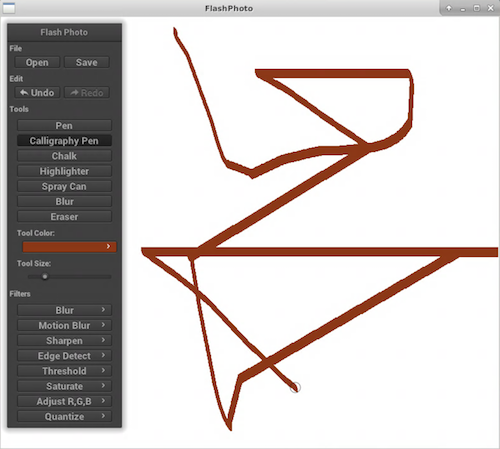 FlashPhoto
Flash Photo
File
Open Save
Edit
Undo Redo
Tools
Pen
Calligraphy Pen
Chalk
Highlighter
Spray Can
Blur
Eraser
Tool Color:
Tool Size:
Filters
Blur
Motion Blur
Sharpen
Edge Detect
Threshold
Saturate
Adjust R,G,B
Quantize